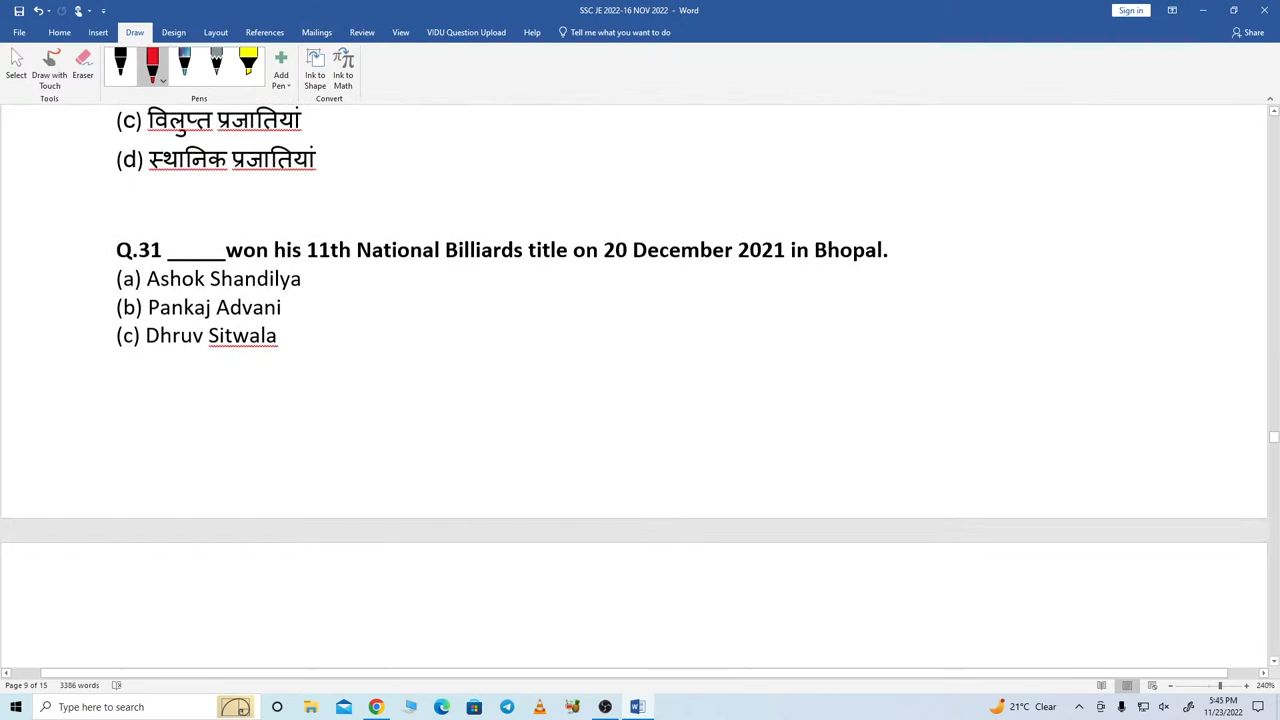 SSC JE 2022-16 NOV 2022 - Word
Sign in
File Home Insert Draw Design Layout References Mailings Review View VIDU Question Upload Help Tell me what you want to do Share
Select Draw with Touch Eraser Add Pen Ink to Shape Ink to Math
Tools Pens Convert
(c) विलुप्त प्रजातियां
(d) स्थानिक प्रजातियां
Q.31 _____won his 11th National Billiards title on 20 December 2021 in Bhopal.
(a) Ashok Shandilya
(b) Pankaj Advani
(c) Dhruv Sitwala
Page 9 of 15 3386 words 240%
Type here to search 21°C Clear 5:45 PM
11/23/2022